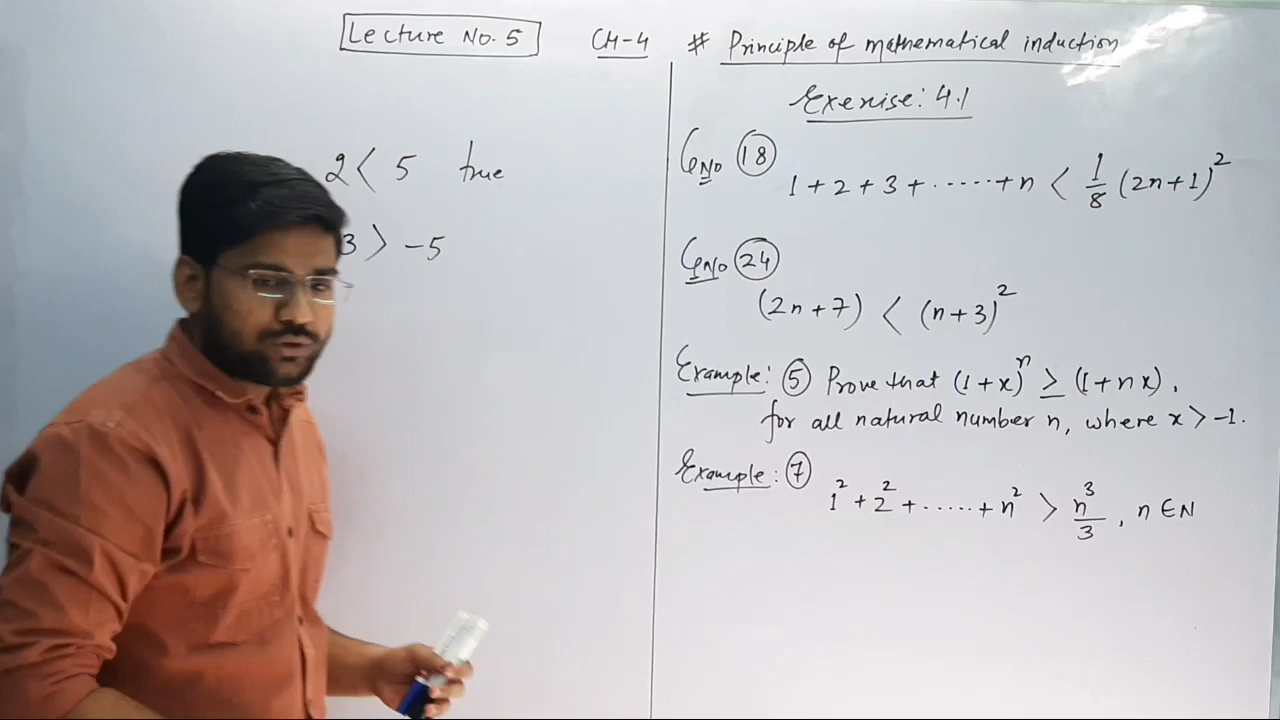 Lecture No. 5
CH-4 # Principle of mathematical induction
2 < 5 true
3 > -5
Exercise: 4.1
Q.No 18
1 + 2 + 3 + ...... + n < 1/8 (2n+1)²
Q.No 24
(2n+7) < (n+3)²
Example: 5 Prove that (1+x)ⁿ ≥ (1+nx),
for all natural number n, where x > -1.
Example: 7
1² + 2² + ...... + n² > n³/3, n ∈ N